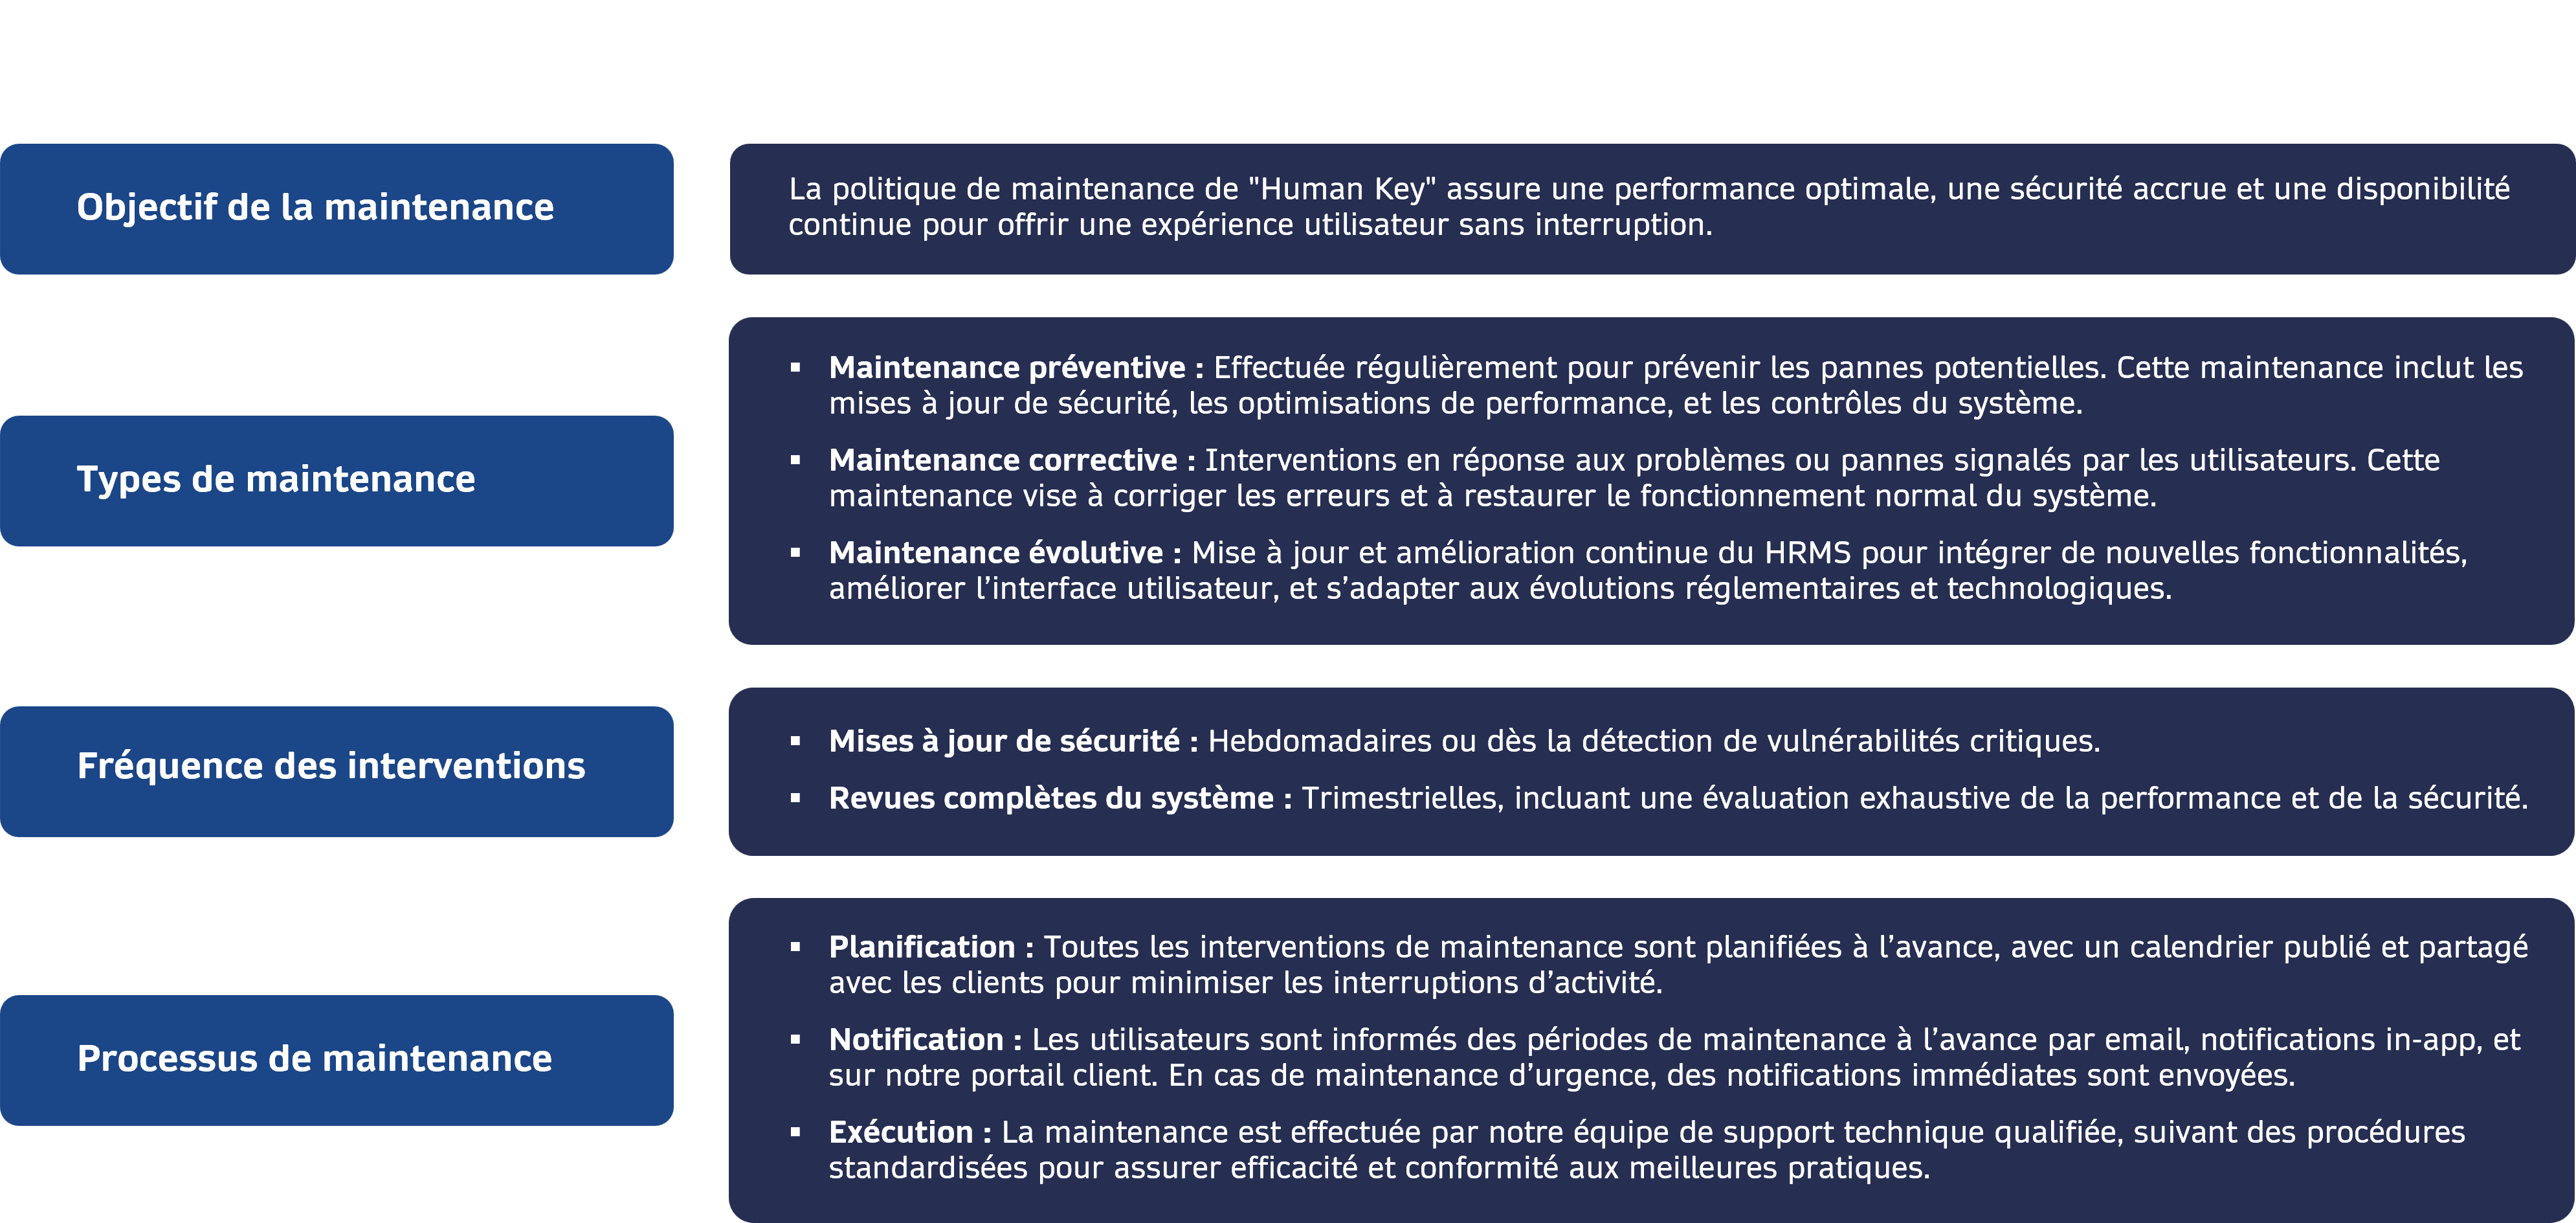 Objectif de la maintenance
La politique de maintenance de "Human Key" assure une performance optimale, une sécurité accrue et une disponibilité
continue pour offrir une expérience utilisateur sans interruption.
Types de maintenance
▪ Maintenance préventive : Effectuée régulièrement pour prévenir les pannes potentielles. Cette maintenance inclut les
mises à jour de sécurité, les optimisations de performance, et les contrôles du système.
▪ Maintenance corrective : Interventions en réponse aux problèmes ou pannes signalés par les utilisateurs. Cette
maintenance vise à corriger les erreurs et à restaurer le fonctionnement normal du système.
▪ Maintenance évolutive : Mise à jour et amélioration continue du HRMS pour intégrer de nouvelles fonctionnalités,
améliorer l’interface utilisateur, et s’adapter aux évolutions réglementaires et technologiques.
Fréquence des interventions
▪ Mises à jour de sécurité : Hebdomadaires ou dès la détection de vulnérabilités critiques.
▪ Revues complètes du système : Trimestrielles, incluant une évaluation exhaustive de la performance et de la sécurité.
Processus de maintenance
▪ Planification : Toutes les interventions de maintenance sont planifiées à l’avance, avec un calendrier publié et partagé
avec les clients pour minimiser les interruptions d’activité.
▪ Notification : Les utilisateurs sont informés des périodes de maintenance à l’avance par email, notifications in-app, et
sur notre portail client. En cas de maintenance d’urgence, des notifications immédiates sont envoyées.
▪ Exécution : La maintenance est effectuée par notre équipe de support technique qualifiée, suivant des procédures
standardisées pour assurer efficacité et conformité aux meilleures pratiques.